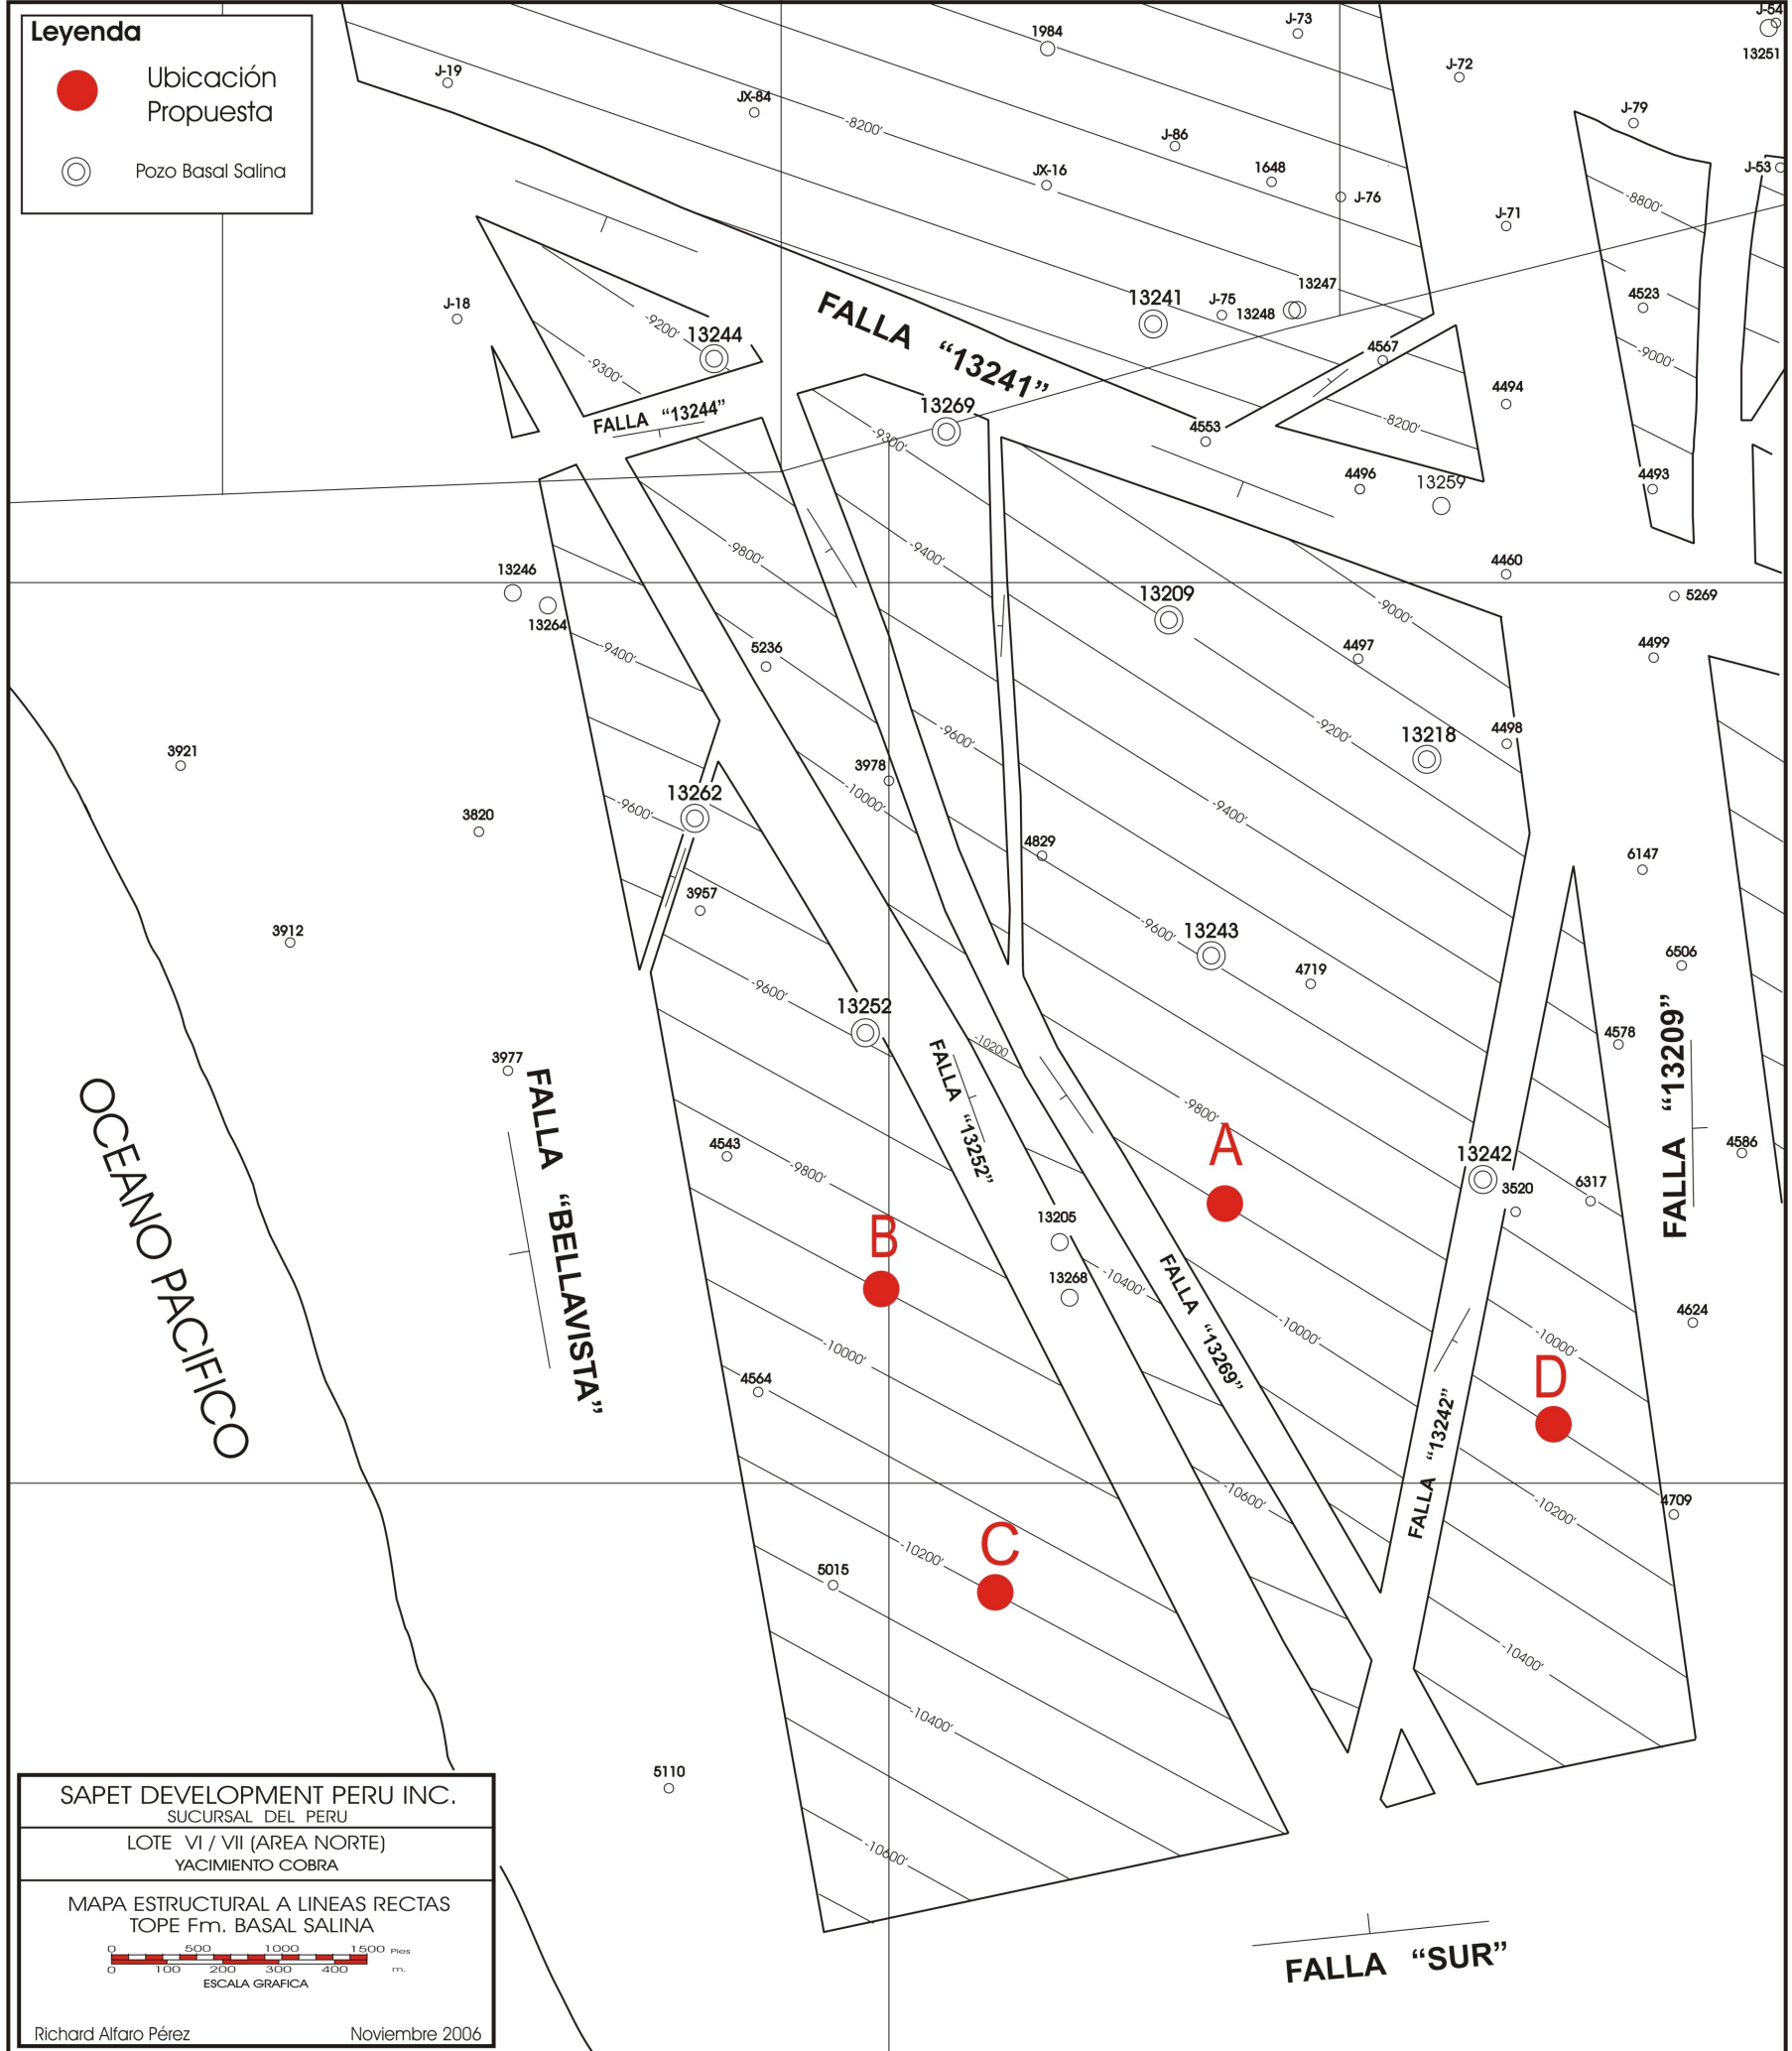 Leyenda
Ubicación
Propuesta
Pozo Basal Salina
J-19
JX-84
1984
J-73
J-72
J-54
13251
J-79
J-53
-8200'
J-86
JX-16
1648
J-76
J-71
-8800'
J-18
-9200'
13244
-9300'
FALLA "13241"
13241
J-75
13248
13247
4567
4523
-9000'
4494
FALLA "13244"
13269
-9300'
4553
-8200'
4496
13259
4493
-9800'
-9400'
4460
13246
13264
13209
-9000'
5269
-9400'
5236
4497
4499
3921
-9600'
-9200'
13218
4498
3978
-10000'
13262
-9600'
3820
-9400'
4829
6147
3957
3912
-9600'
13243
4719
6506
-9600'
13252
4578
FALLA "13209"
3977
-10200
FALLA "13252"
-9800'
OCEANO PACIFICO
FALLA "BELLAVISTA"
4543
-9800'
A
13242
3520
6317
4586
B
13205
13268
-10400'
FALLA "13269"
-10000'
-10000'
4624
-10000'
4564
D
FALLA "13242"
-10600'
-10200'
4709
C
-10200'
5015
-10400'
-10400'
5110
-10600'
FALLA "SUR"
SAPET DEVELOPMENT PERU INC.
SUCURSAL DEL PERU
LOTE VI / VII (AREA NORTE)
YACIMIENTO COBRA
MAPA ESTRUCTURAL A LINEAS RECTAS
TOPE Fm. BASAL SALINA
0 500 1000 1500 Pies
0 100 200 300 400 m.
ESCALA GRAFICA
Richard Alfaro Pérez Noviembre 2006